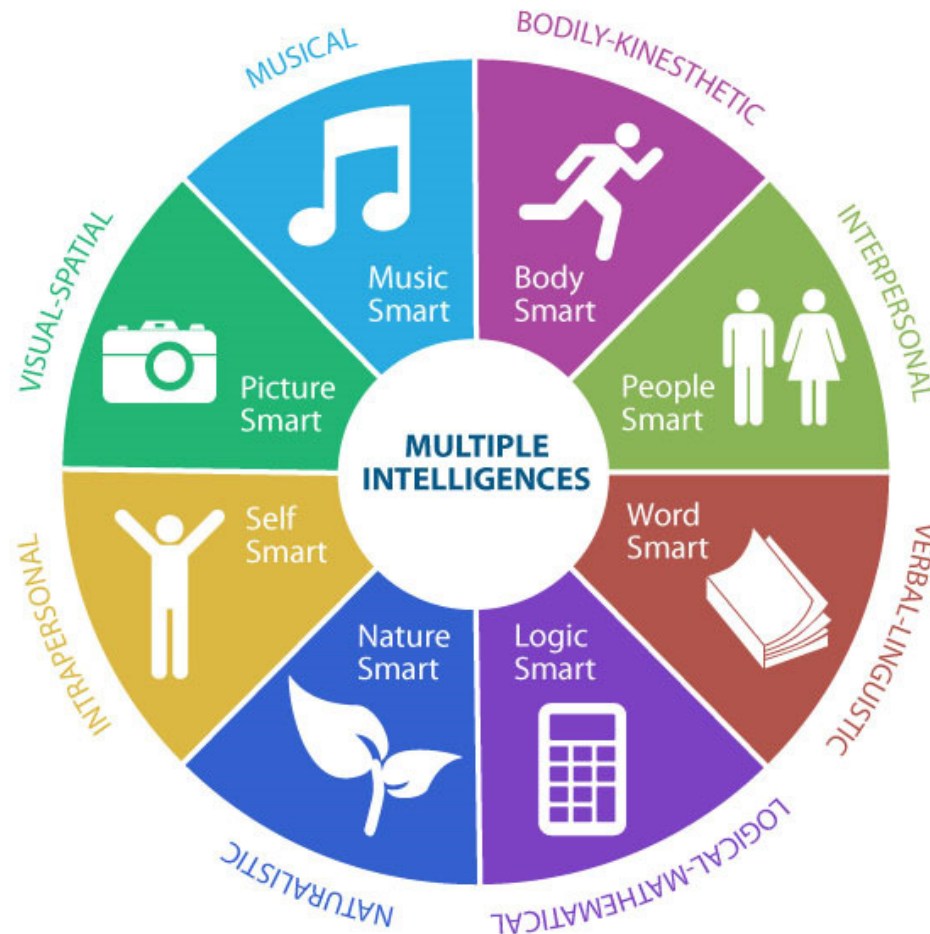 MUSICAL
BODILY-KINESTHETIC
VISUAL-SPATIAL
INTERPERSONAL
Music
Smart
Body
Smart
Picture
Smart
People
Smart
MULTIPLE
INTELLIGENCES
Self
Smart
Word
Smart
Nature
Smart
Logic
Smart
INTRAPERSONAL
VERBAL-LINGUISTIC
NATURALISTIC
LOGICAL-MATHEMATICAL